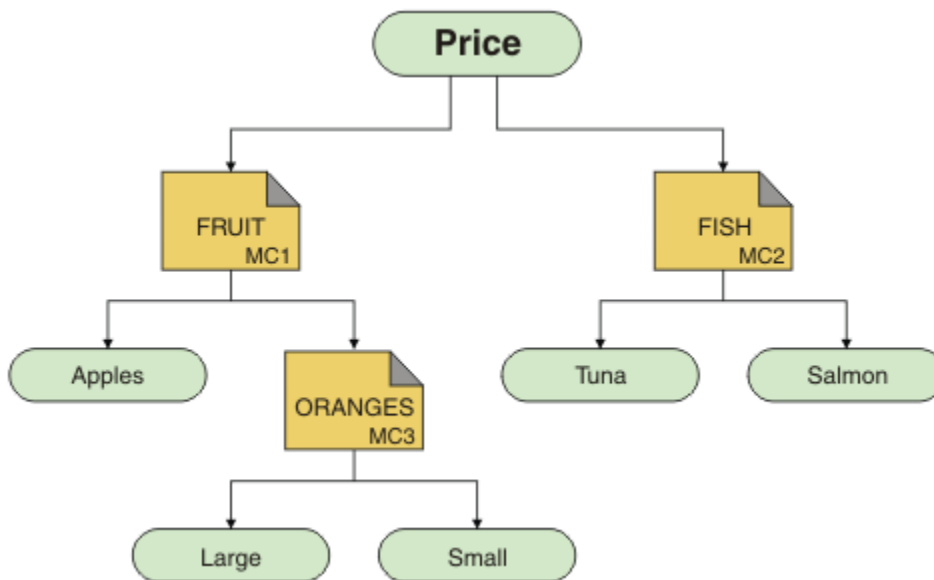 Price
FRUIT
MC1
FISH
MC2
Apples
ORANGES
MC3
Tuna
Salmon
Large
Small